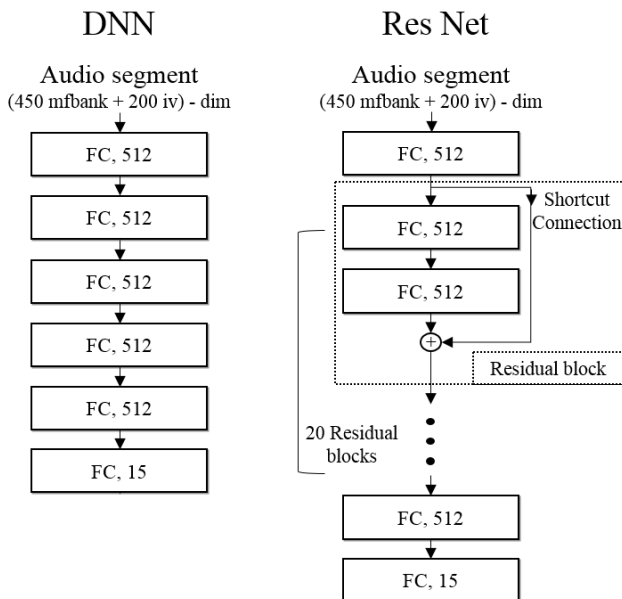 DNN
Audio segment
(450 mfbank + 200 iv) - dim
FC, 512
FC, 512
FC, 512
FC, 512
FC, 512
FC, 15
Res Net
Audio segment
(450 mfbank + 200 iv) - dim
FC, 512
Shortcut
Connection
FC, 512
FC, 512
+
Residual block
20 Residual
blocks
FC, 512
FC, 15